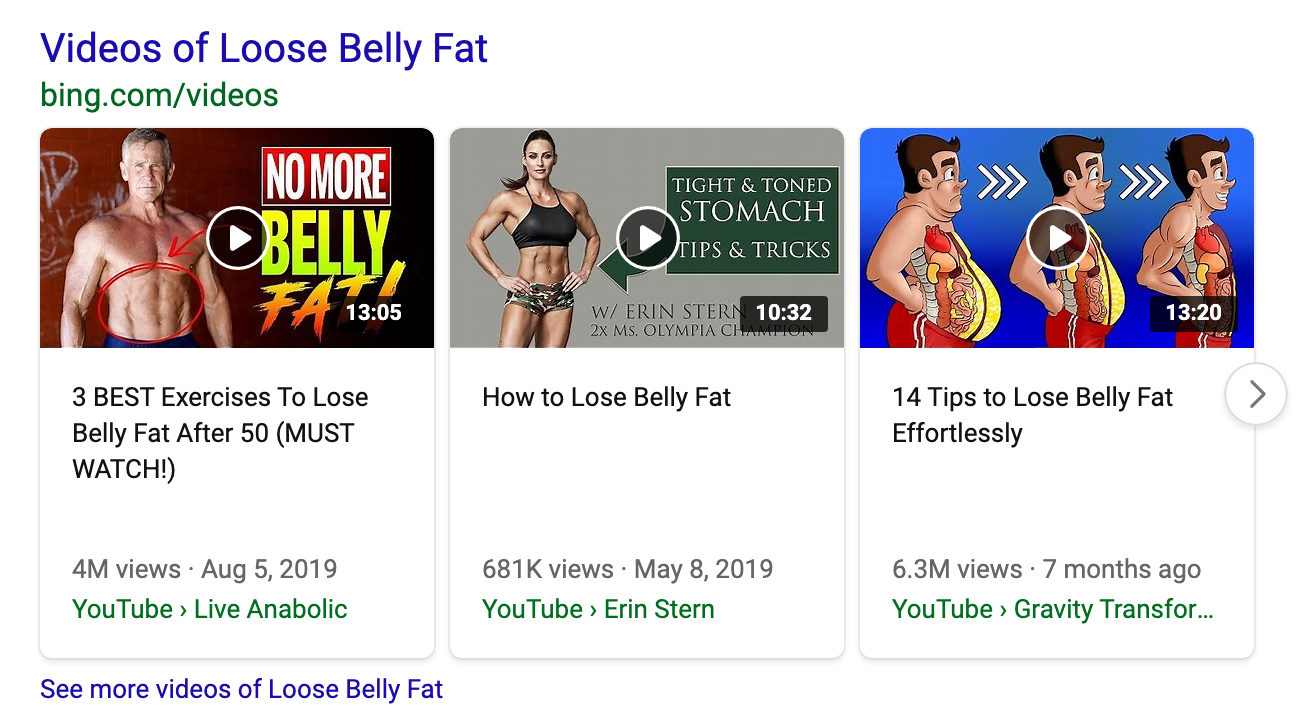 Videos of Loose Belly Fat
bing.com/videos
NO MORE
BELLY
FAT!
13:05
TIGHT & TONED
STOMACH
TIPS & TRICKS
W/ ERIN STERN
2X MS. OLYMPIA CHAMPION
10:32
13:20
3 BEST Exercises To Lose
Belly Fat After 50 (MUST
WATCH!)
4M views · Aug 5, 2019
YouTube › Live Anabolic
How to Lose Belly Fat
681K views · May 8, 2019
YouTube › Erin Stern
14 Tips to Lose Belly Fat
Effortlessly
6.3M views · 7 months ago
YouTube › Gravity Transfor...
See more videos of Loose Belly Fat